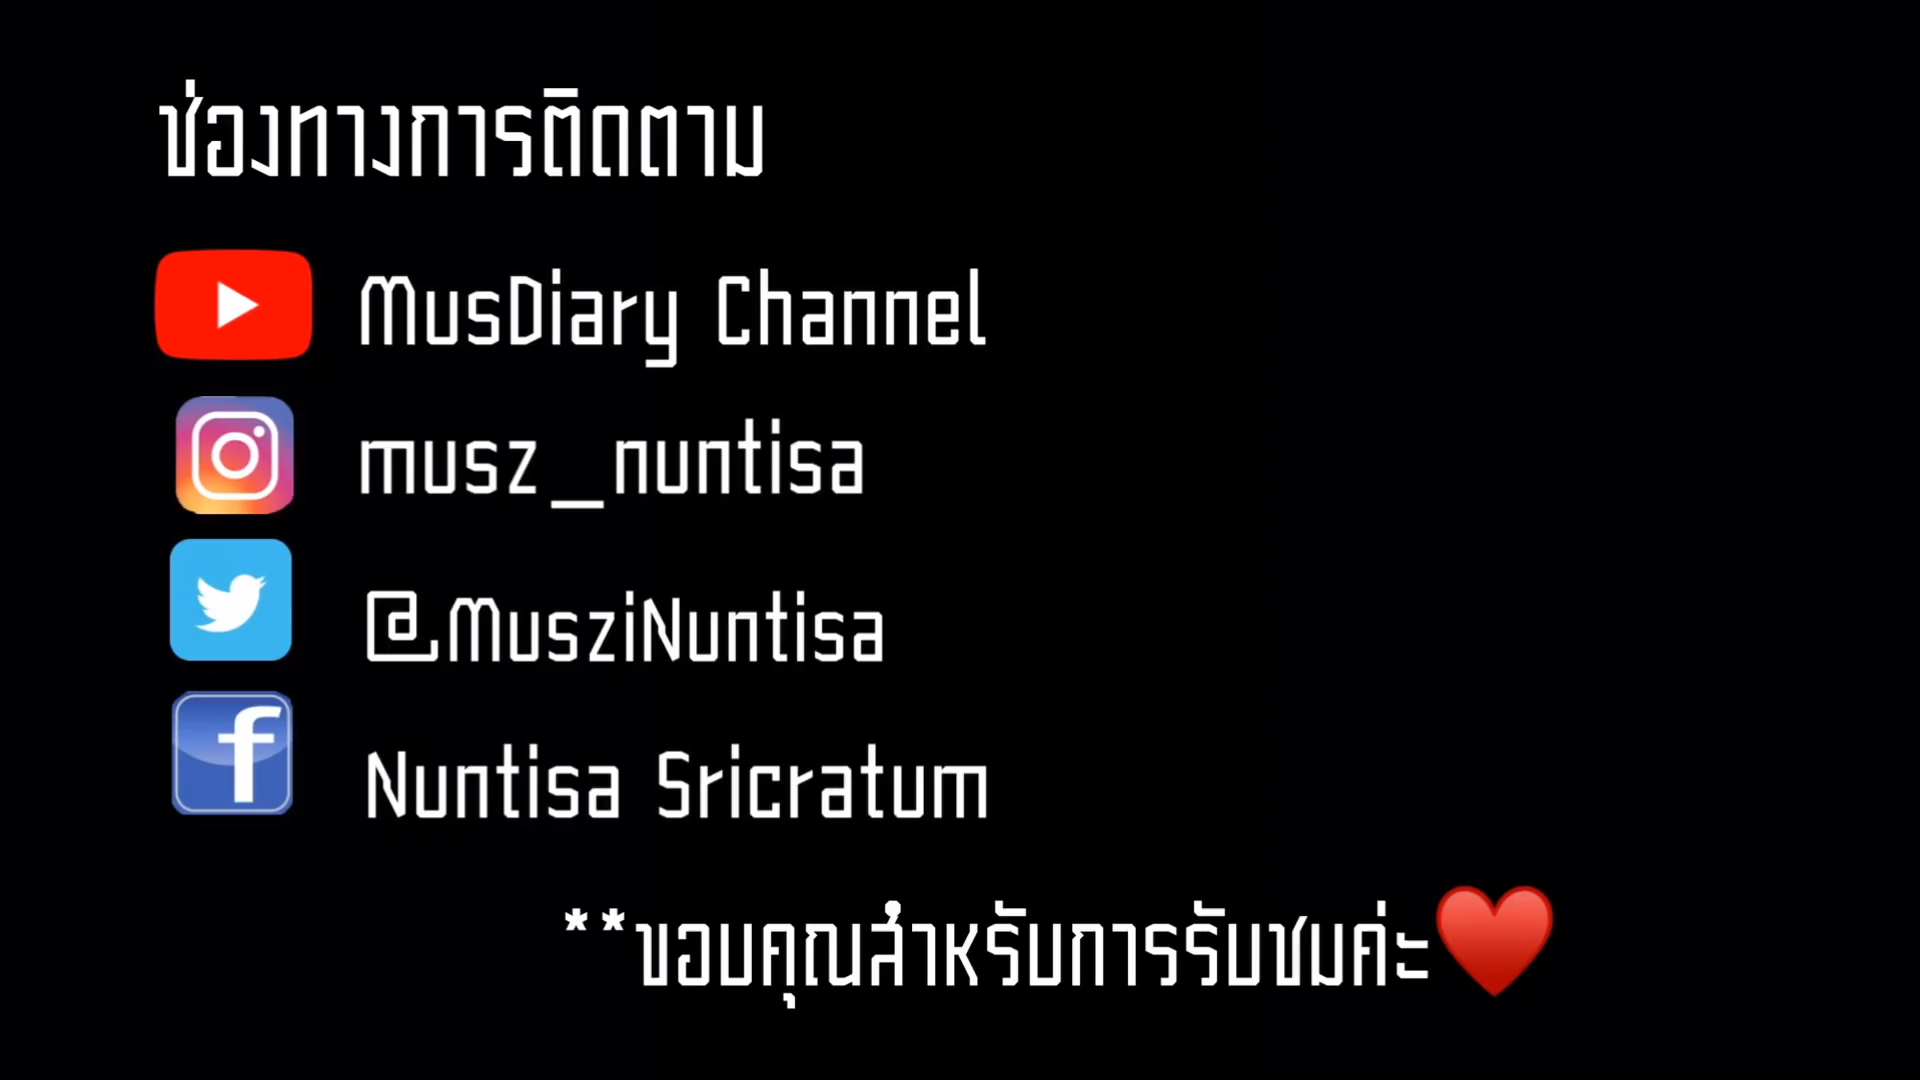 ช่องทางการติดตาม
MusDiary Channel
musz_nuntisa
@MusziNuntisa
f
Nuntisa Sricratum
**ขอบคุณสำหรับการรับชมค่ะ❤️